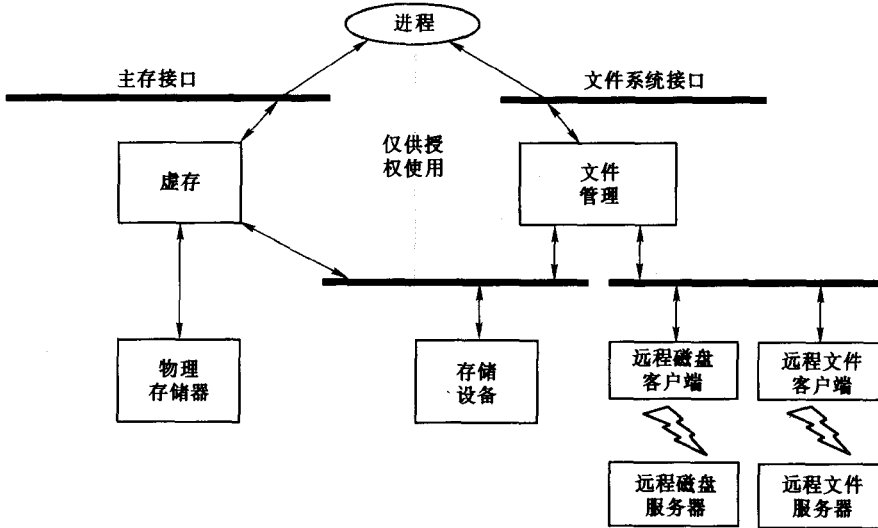 进程
主存接口
文件系统接口
仅供授
权使用
虚存
文件
管理
物理
存储器
存储
设备
远程磁盘
客户端
远程文件
客户端
远程磁盘
服务器
远程文件
服务器